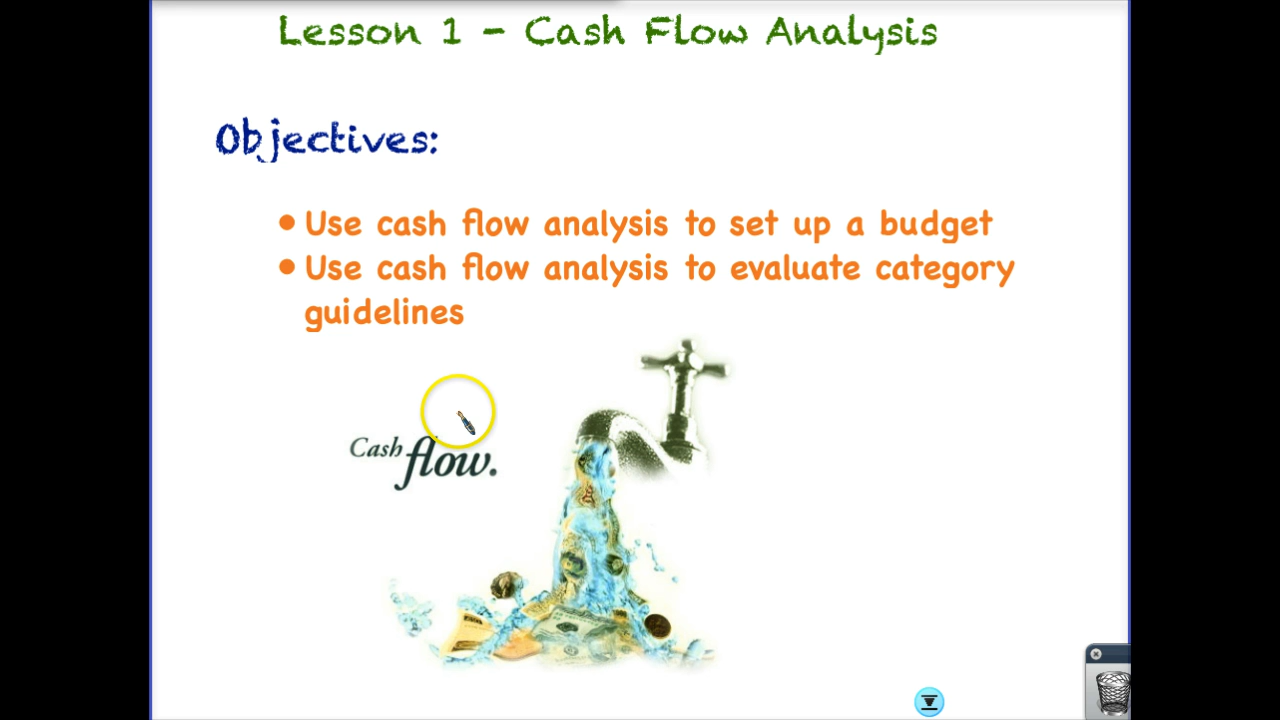 Lesson 1 - Cash Flow Analysis
Objectives:
• Use cash flow analysis to set up a budget
• Use cash flow analysis to evaluate category
guidelines
Cash flow.